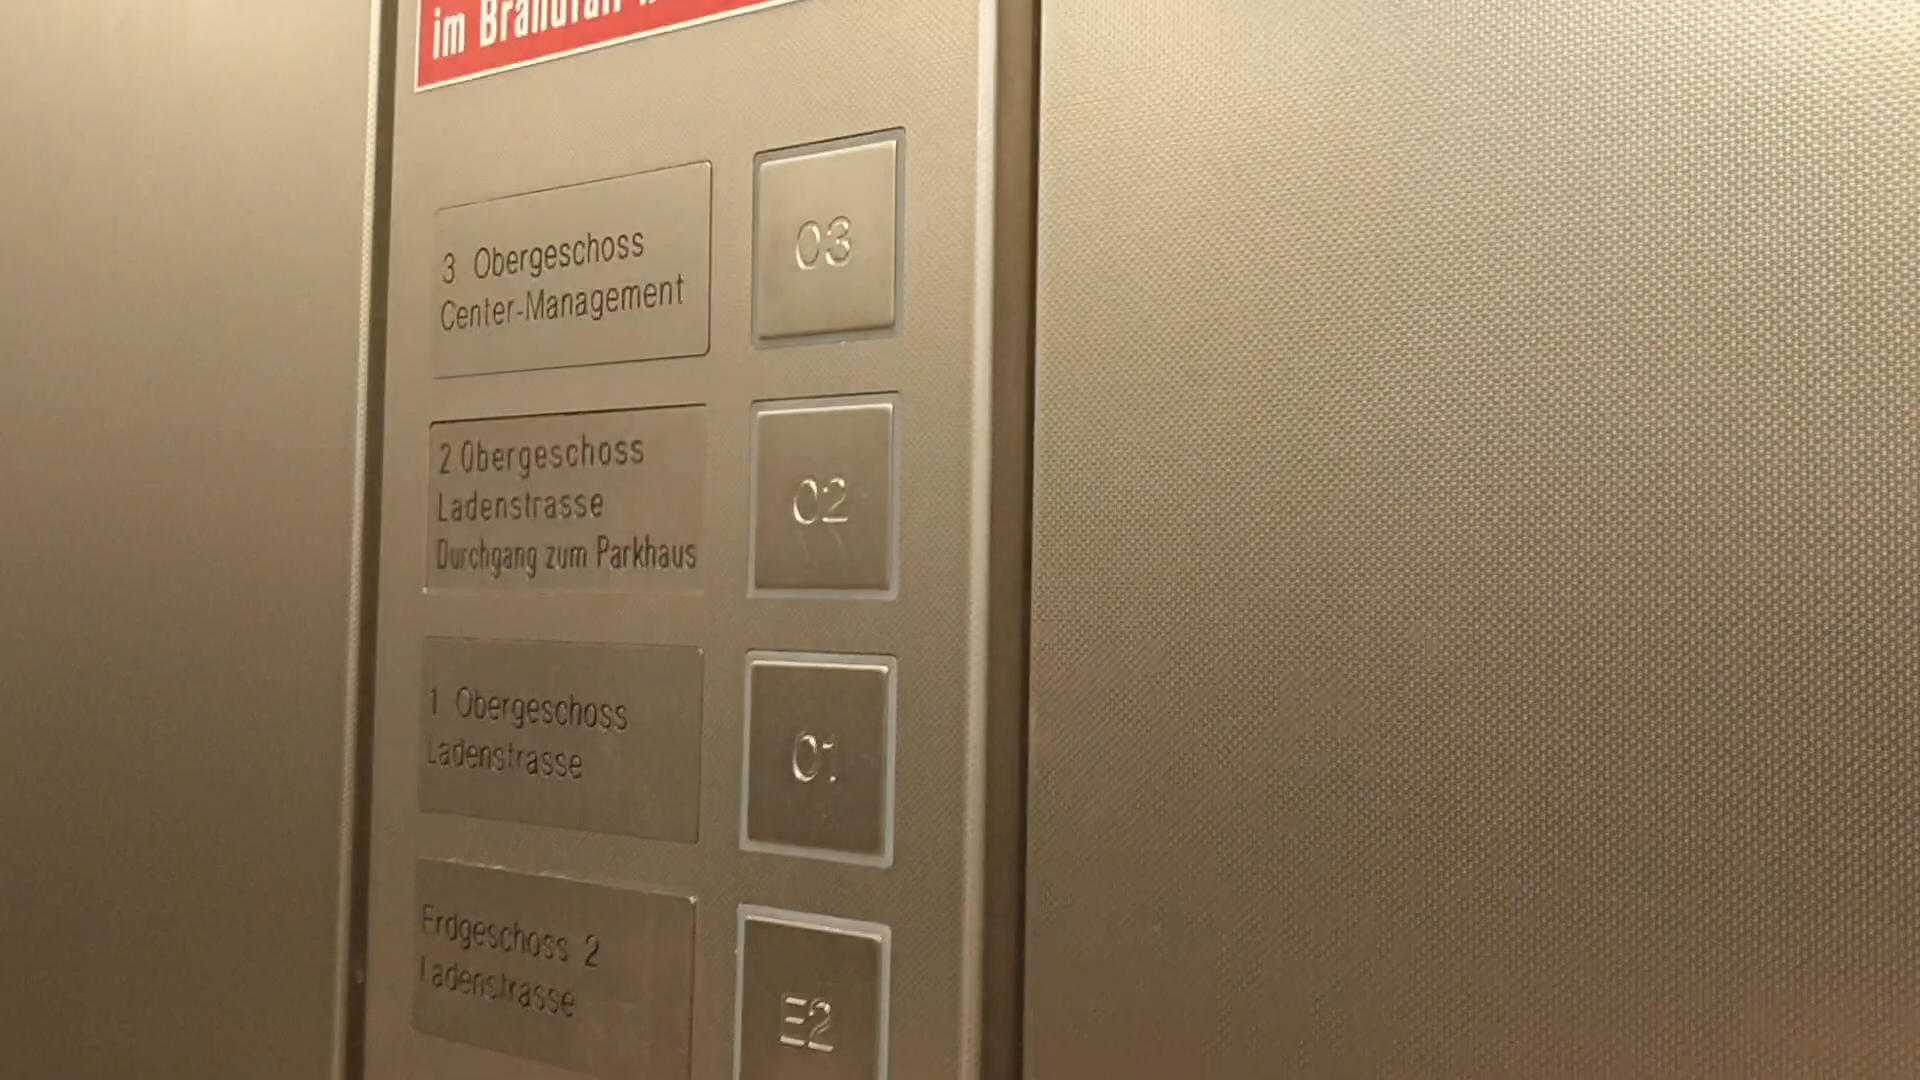 im Brandfall
3 Obergeschoss
Center-Management
O3
2 Obergeschoss
Ladenstrasse
Durchgang zum Parkhaus
O2
1 Obergeschoss
Ladenstrasse
O1
Erdgeschoss 2
Ladenstrasse
E2